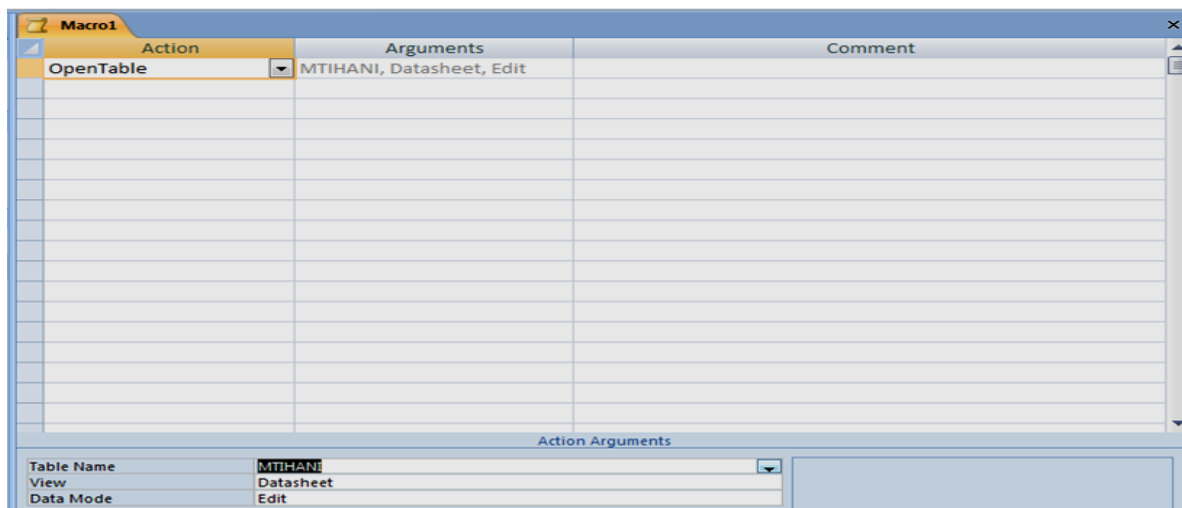 Macro1
Action Arguments Comment
OpenTable MTIHANI, Datasheet, Edit
Action Arguments
Table Name MTIHANI
View Datasheet
Data Mode Edit